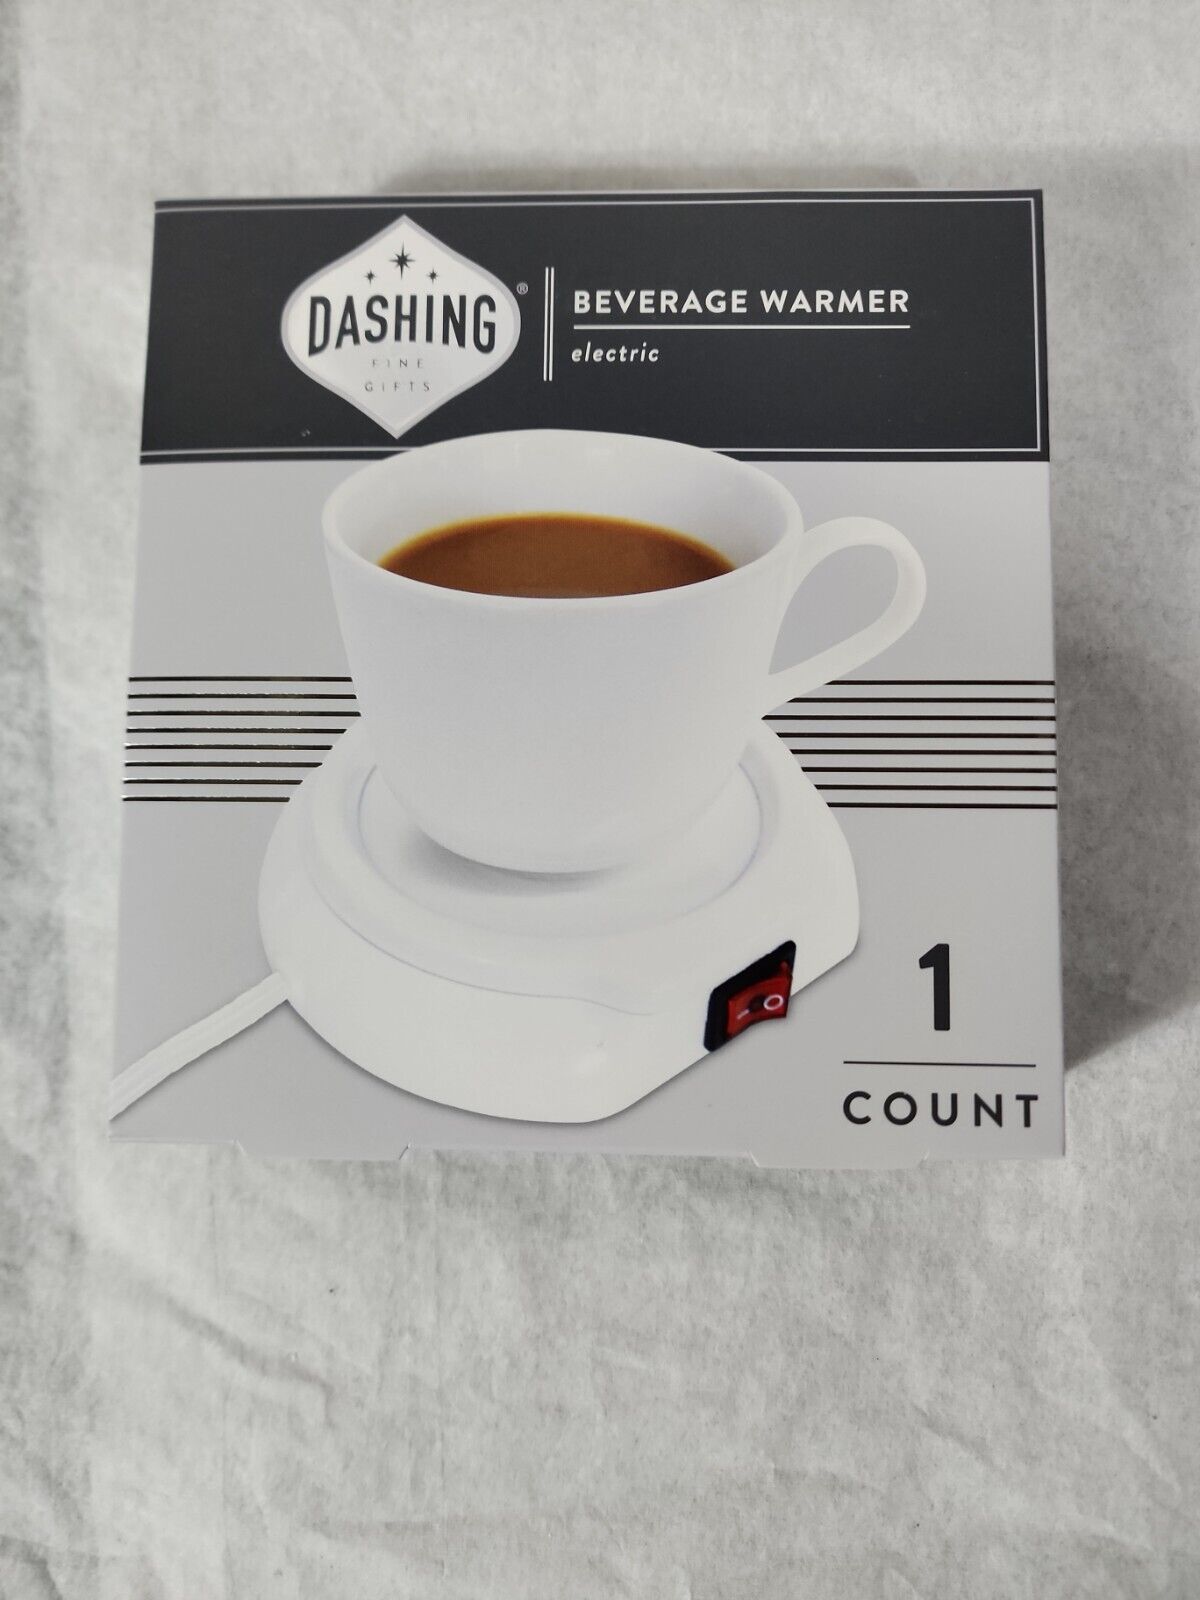 DASHING®
FINE
GIFTS
BEVERAGE WARMER
electric
1
COUNT